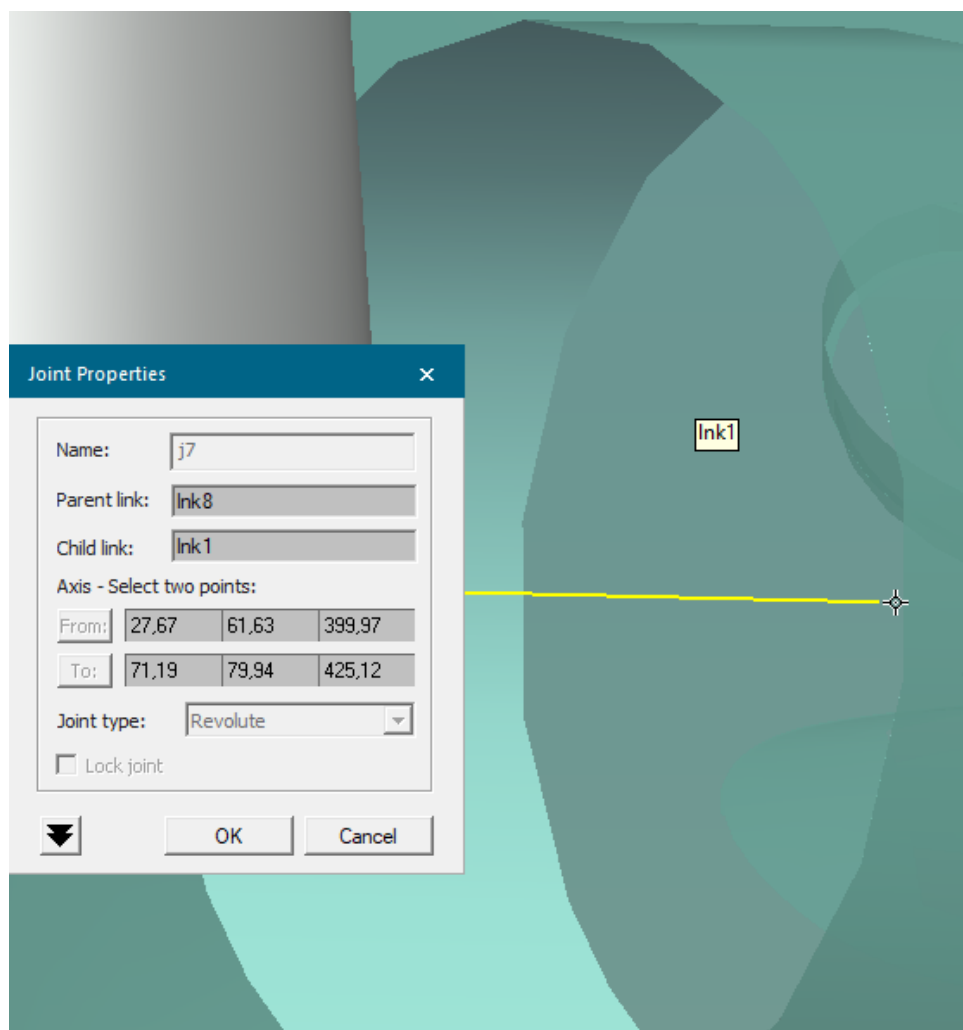 lnk1
Joint Properties
Name: j7
Parent link: lnk8
Child link: lnk1
Axis - Select two points:
From: 27,67 61,63 399,97
To: 71,19 79,94 425,12
Joint type: Revolute
Lock joint
OK Cancel